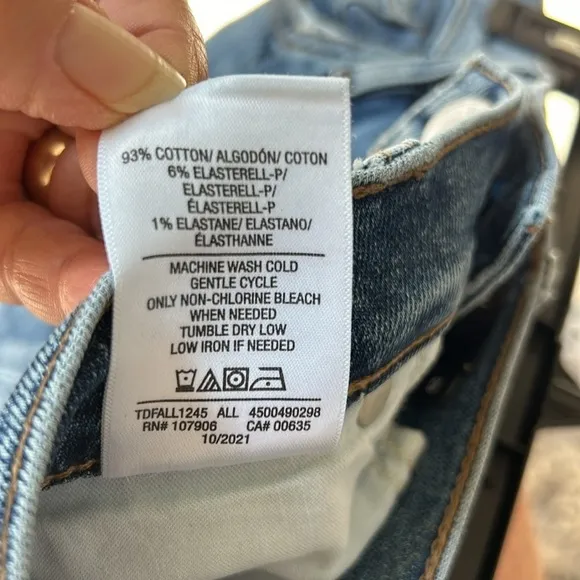 93% COTTON/ ALGODÓN/ COTON
6% ELASTERELL-P/
ELASTERELL-P/
ÉLASTERELL-P
1% ELASTANE/ ELASTANO/
ÉLASTHANNE
MACHINE WASH COLD
GENTLE CYCLE
ONLY NON-CHLORINE BLEACH
WHEN NEEDED
TUMBLE DRY LOW
LOW IRON IF NEEDED
TDFALL1245 ALL 4500490298
RN# 107906 CA# 00635
10/2021